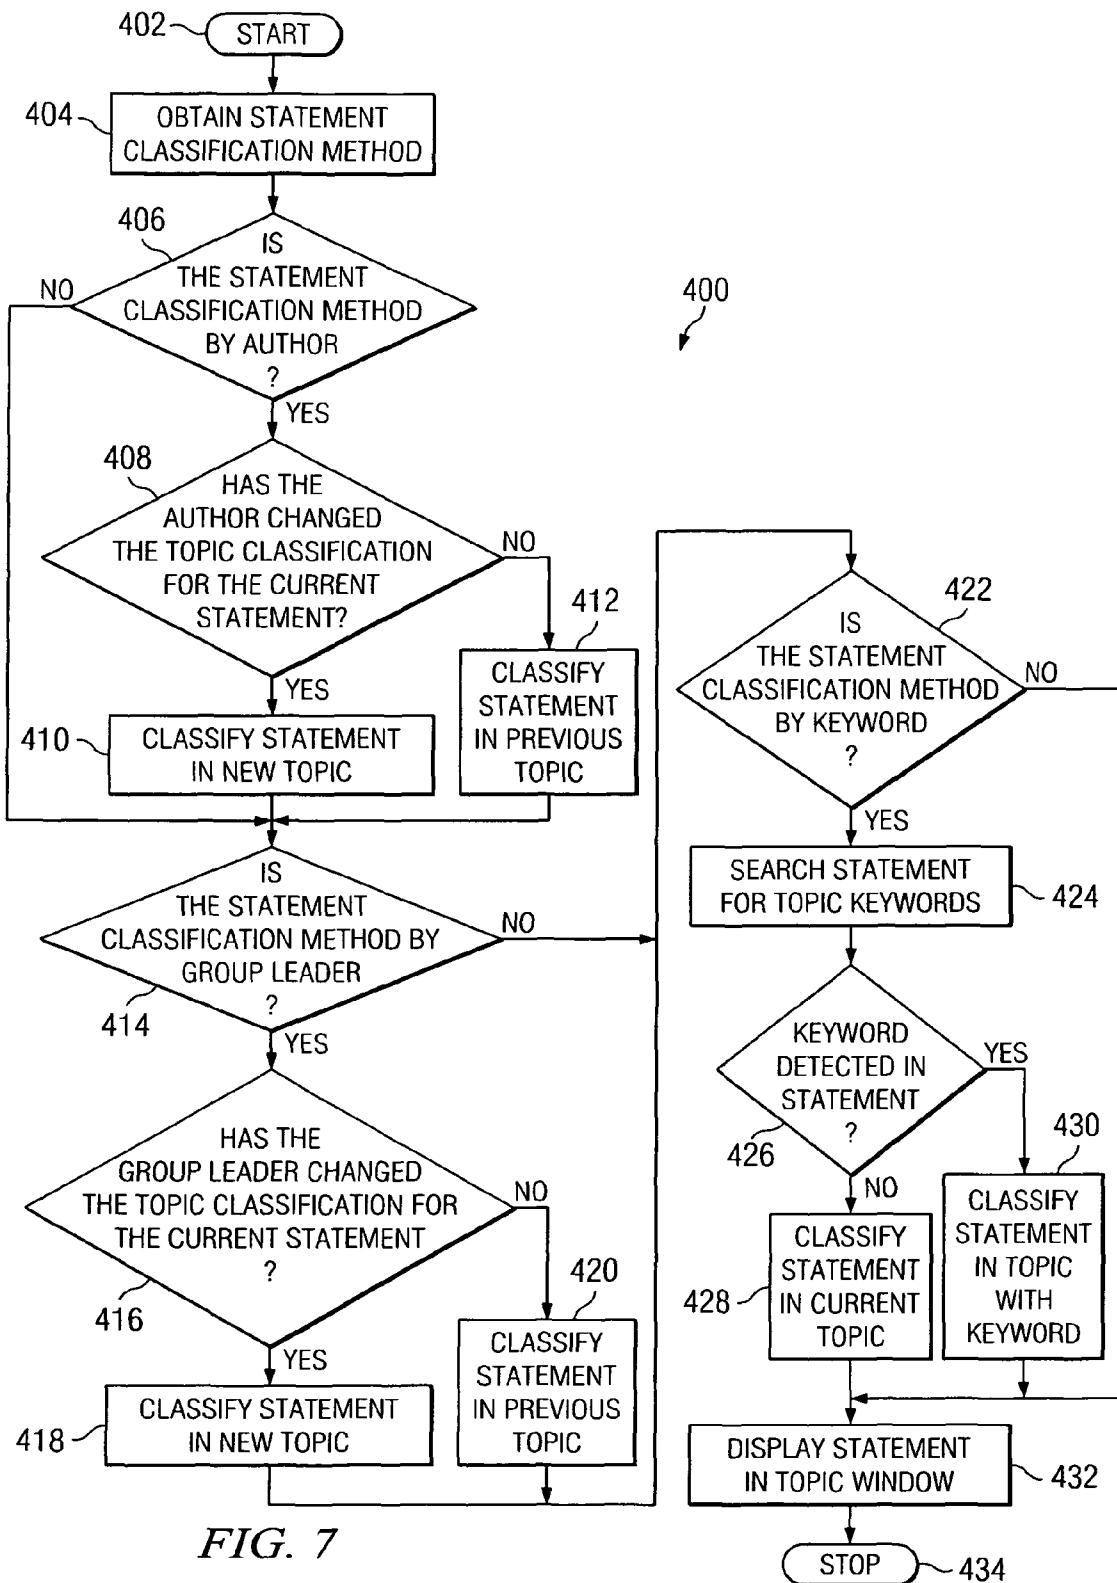 402
START
404
OBTAIN STATEMENT
CLASSIFICATION METHOD
406
IS
THE STATEMENT
CLASSIFICATION METHOD
BY AUTHOR
?
NO
YES
400
408
HAS THE
AUTHOR CHANGED
THE TOPIC CLASSIFICATION
FOR THE CURRENT
STATEMENT?
NO
YES
412
CLASSIFY
STATEMENT
IN PREVIOUS
TOPIC
410
CLASSIFY STATEMENT
IN NEW TOPIC
IS
THE STATEMENT
CLASSIFICATION METHOD BY
GROUP LEADER
?
414
NO
YES
HAS THE
GROUP LEADER CHANGED
THE TOPIC CLASSIFICATION FOR
THE CURRENT STATEMENT
?
416
NO
YES
420
CLASSIFY
STATEMENT
IN PREVIOUS
TOPIC
418
CLASSIFY STATEMENT
IN NEW TOPIC
422
IS
THE STATEMENT
CLASSIFICATION METHOD
BY KEYWORD
?
NO
YES
SEARCH STATEMENT
FOR TOPIC KEYWORDS
424
KEYWORD
DETECTED IN
STATEMENT
?
426
YES
NO
430
CLASSIFY
STATEMENT
IN TOPIC
WITH
KEYWORD
428
CLASSIFY
STATEMENT
IN CURRENT
TOPIC
DISPLAY STATEMENT
IN TOPIC WINDOW
432
STOP
434
FIG. 7